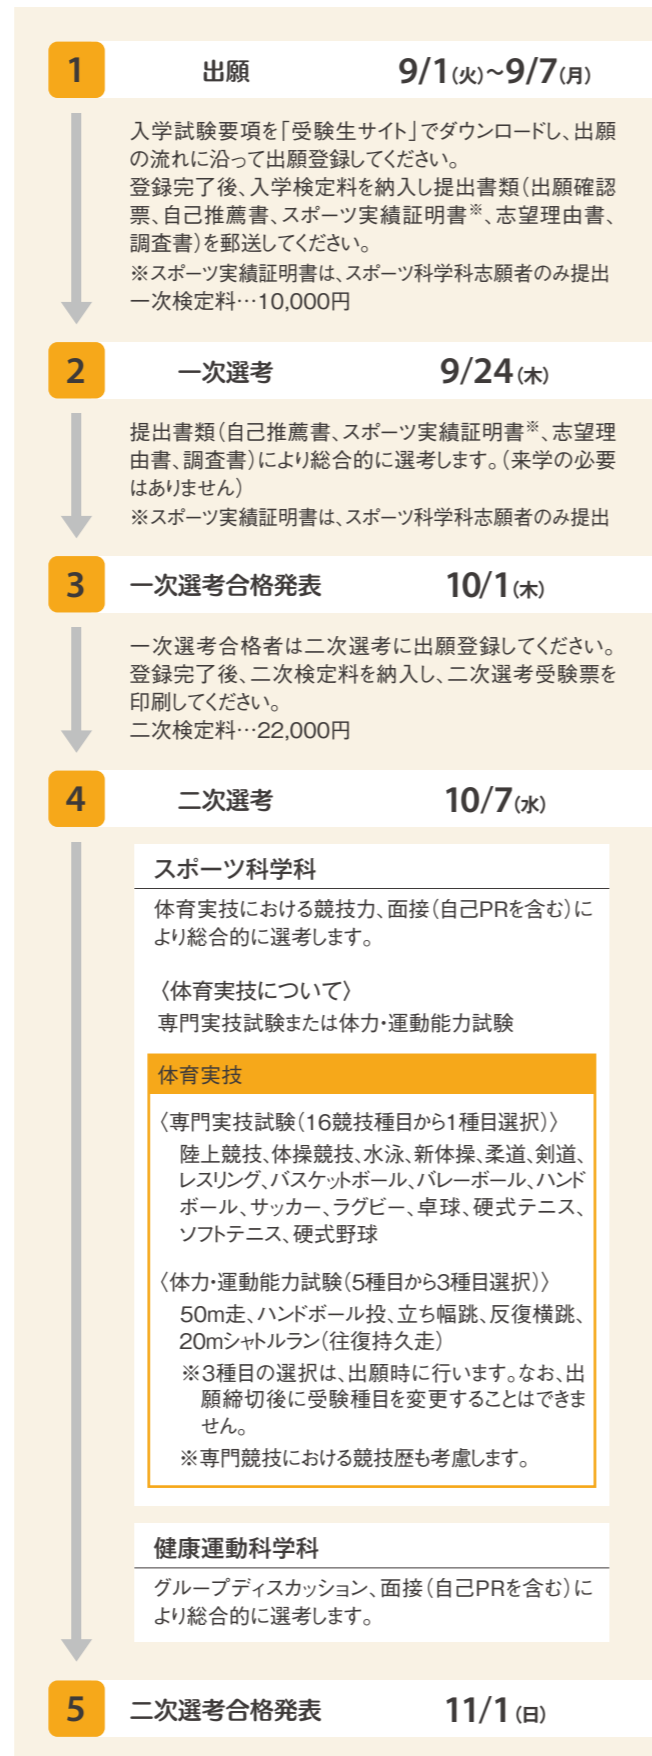 1 出願 9/1(火)~9/7(月)
入学試験要項を「受験生サイト」でダウンロードし、出願
の流れに沿って出願登録してください。
登録完了後、入学検定料を納入し提出書類(出願確認
票、自己推薦書、スポーツ実績証明書※、志望理由書、
調査書)を郵送してください。
※スポーツ実績証明書は、スポーツ科学科志願者のみ提出
一次検定料…10,000円
2 一次選考 9/24(木)
提出書類(自己推薦書、スポーツ実績証明書※、志望理
由書、調査書)により総合的に選考します。(来学の必要
はありません)
※スポーツ実績証明書は、スポーツ科学科志願者のみ提出
3 一次選考合格発表 10/1(木)
一次選考合格者は二次選考に出願登録してください。
登録完了後、二次検定料を納入し、二次選考受験票を
印刷してください。
二次検定料…22,000円
4 二次選考 10/7(水)
スポーツ科学科
体育実技における競技力、面接(自己PRを含む)に
より総合的に選考します。
〈体育実技について〉
専門実技試験または体力・運動能力試験
体育実技
〈専門実技試験(16競技種目から1種目選択)〉
陸上競技、体操競技、水泳、新体操、柔道、剣道、
レスリング、バスケットボール、バレーボール、ハンド
ボール、サッカー、ラグビー、卓球、硬式テニス、
ソフトテニス、硬式野球
〈体力・運動能力試験(5種目から3種目選択)〉
50m走、ハンドボール投、立ち幅跳、反復横跳、
20mシャトルラン(往復持久走)
※3種目の選択は、出願時に行います。なお、出
願締切後に受験種目を変更することはできま
せん。
※専門競技における競技歴も考慮します。
健康運動科学科
グループディスカッション、面接(自己PRを含む)に
より総合的に選考します。
5 二次選考合格発表 11/1(日)